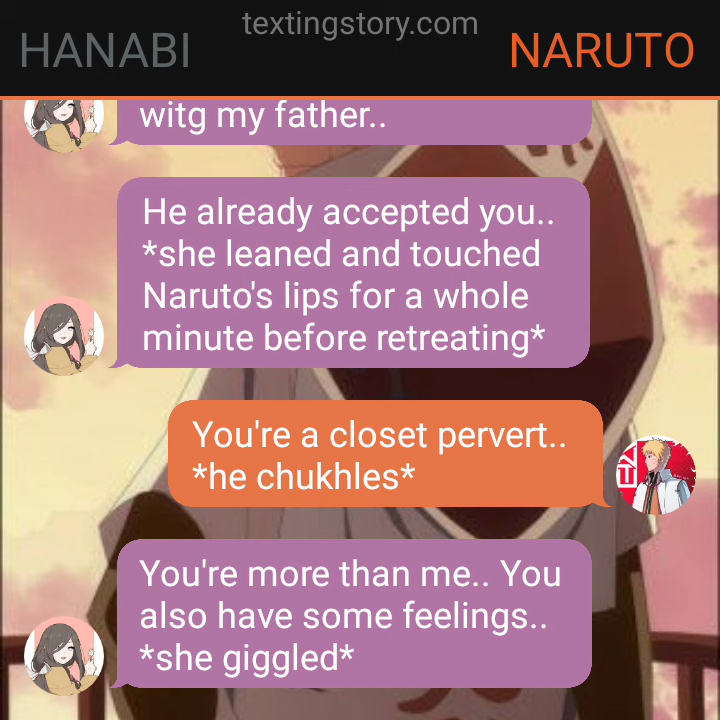 textingstory.com
HANABI
NARUTO
witg my father..
He already accepted you..
*she leaned and touched
Naruto's lips for a whole
minute before retreating*
You're a closet pervert..
*he chukhles*
You're more than me.. You
also have some feelings..
*she giggled*